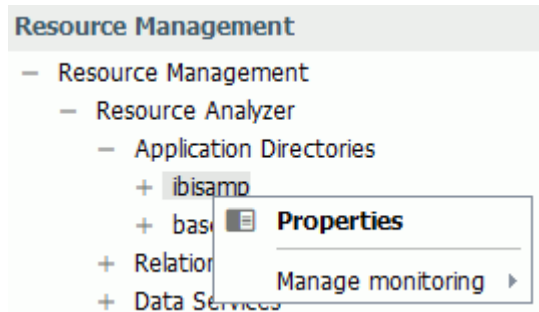 Resource Management
Resource Management
Resource Analyzer
Application Directories
ibisamp
Properties
Manage monitoring
Data Services